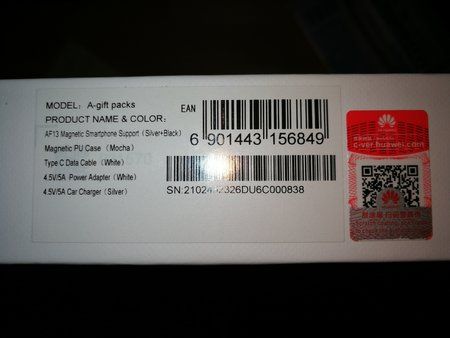 MODEL: A-gift packs
PRODUCT NAME & COLOR:
AF13 Magnetic Smartphone Support (Silver+Black)
Magnetic PU Case (Mocha)
Type C Data Cable (White)
4.5V/5A Power Adapter (White)
4.5V/5A Car Charger (Silver)
EAN
6 901443 156849
HUAWEI
c-ver.huawei.com